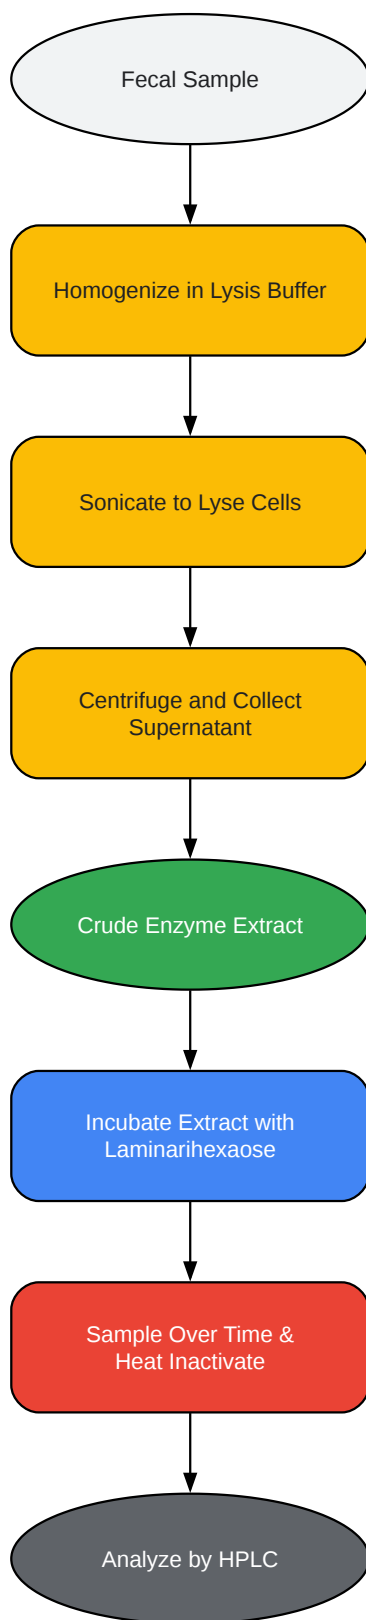 Fecal Sample
Homogenize in Lysis Buffer
Sonicate to Lyse Cells
Centrifuge and Collect
Supernatant
Crude Enzyme Extract
Incubate Extract with
Laminarihexaose
Sample Over Time &
Heat Inactivate
Analyze by HPLC